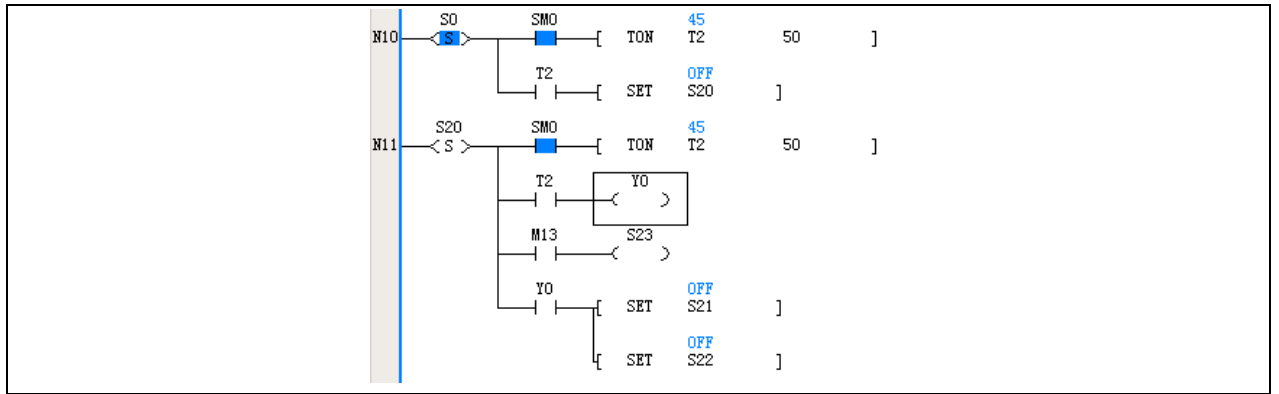 S0 SM0 45
N10 S TON T2 50
T2 OFF
SET S20
S20 SM0 45
N11 S TON T2 50
T2 Y0
M13 S23
Y0 OFF
SET S21
OFF
SET S22